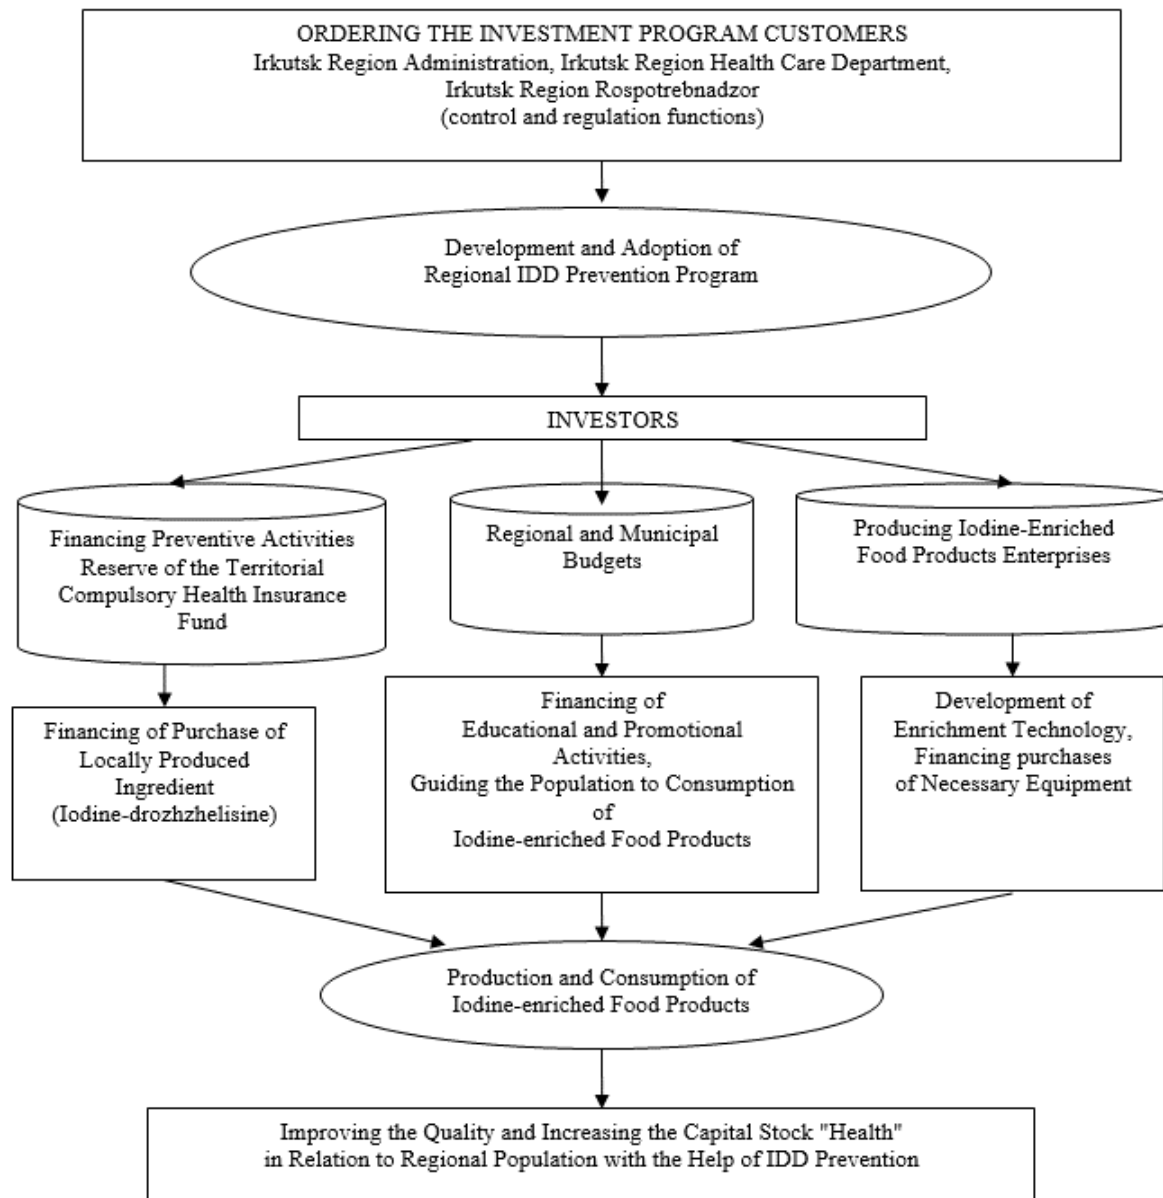 ORDERING THE INVESTMENT PROGRAM CUSTOMERS
Irkutsk Region Administration, Irkutsk Region Health Care Department,
Irkutsk Region Rospotrebnadzor
(control and regulation functions)
Development and Adoption of
Regional IDD Prevention Program
INVESTORS
Financing Preventive Activities
Reserve of the Territorial
Compulsory Health Insurance
Fund
Regional and Municipal
Budgets
Producing Iodine-Enriched
Food Products Enterprises
Financing of Purchase of
Locally Produced
Ingredient
(Iodine-drozhzhelisine)
Financing of
Educational and Promotional
Activities,
Guiding the Population to Consumption
of
Iodine-enriched Food Products
Development of
Enrichment Technology,
Financing purchases
of Necessary Equipment
Production and Consumption of
Iodine-enriched Food Products
Improving the Quality and Increasing the Capital Stock "Health"
in Relation to Regional Population with the Help of IDD Prevention